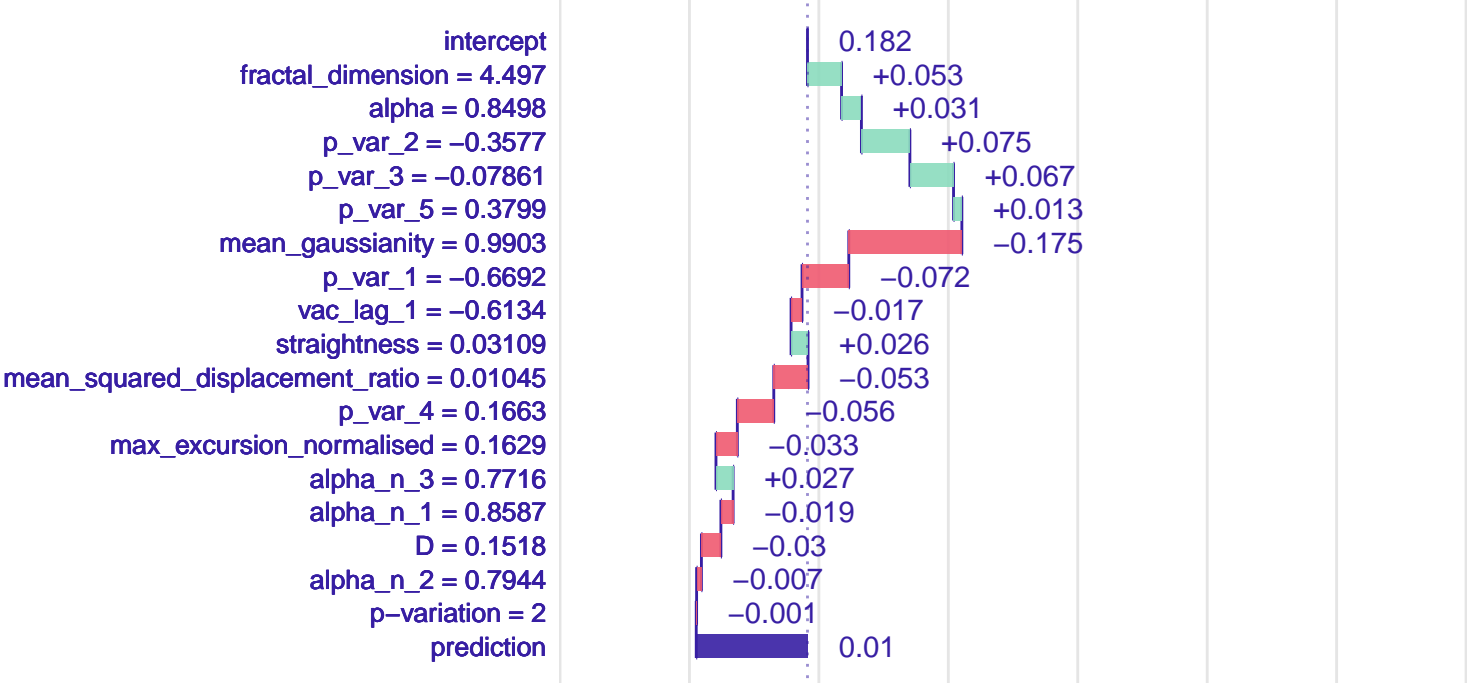 intercept 0.182
fractal_dimension = 4.497 +0.053
alpha = 0.8498 +0.031
p_var_2 = −0.3577 +0.075
p_var_3 = −0.07861 +0.067
p_var_5 = 0.3799 +0.013
mean_gaussianity = 0.9903 −0.175
p_var_1 = −0.6692 −0.072
vac_lag_1 = −0.6134 −0.017
straightness = 0.03109 +0.026
mean_squared_displacement_ratio = 0.01045 −0.053
p_var_4 = 0.1663 −0.056
max_excursion_normalised = 0.1629 −0.033
alpha_n_3 = 0.7716 +0.027
alpha_n_1 = 0.8587 −0.019
D = 0.1518 −0.03
alpha_n_2 = 0.7944 −0.007
p−variation = 2 −0.001
prediction 0.01